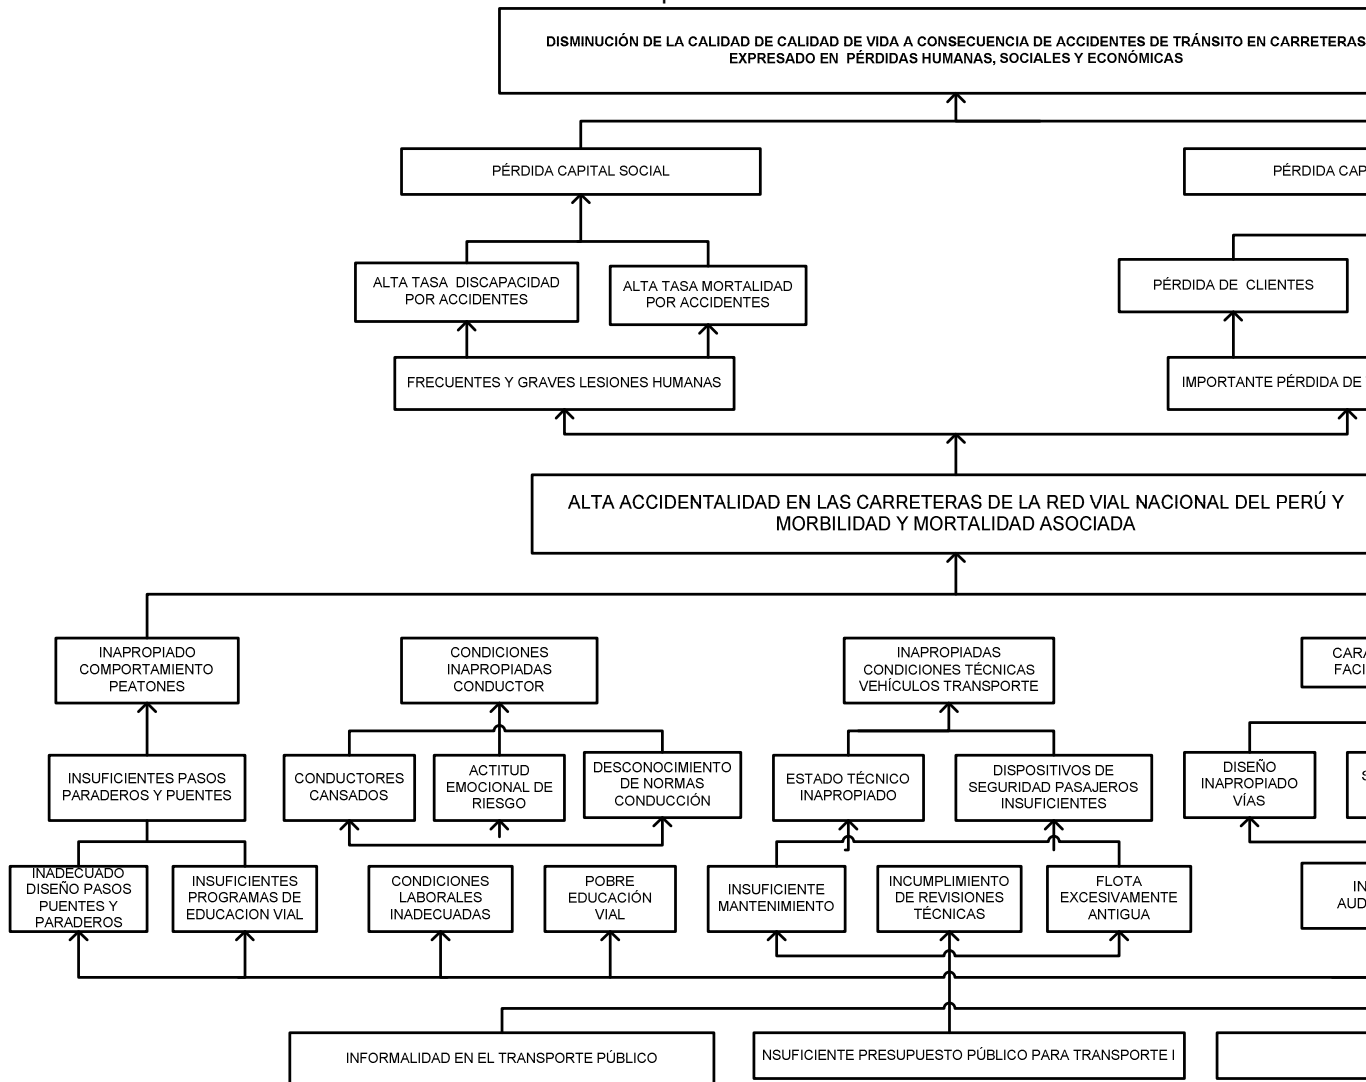 DISMINUCIÓN DE LA CALIDAD DE CALIDAD DE VIDA A CONSECUENCIA DE ACCIDENTES DE TRÁNSITO EN CARRETERAS
EXPRESADO EN PÉRDIDAS HUMANAS, SOCIALES Y ECONÓMICAS
PÉRDIDA CAPITAL SOCIAL
PÉRDIDA CAP
ALTA TASA DISCAPACIDAD
POR ACCIDENTES
ALTA TASA MORTALIDAD
POR ACCIDENTES
PÉRDIDA DE CLIENTES
FRECUENTES Y GRAVES LESIONES HUMANAS
IMPORTANTE PÉRDIDA DE
ALTA ACCIDENTALIDAD EN LAS CARRETERAS DE LA RED VIAL NACIONAL DEL PERÚ Y
MORBILIDAD Y MORTALIDAD ASOCIADA
INAPROPIADO
COMPORTAMIENTO
PEATONES
CONDICIONES
INAPROPIADAS
CONDUCTOR
INAPROPIADAS
CONDICIONES TÉCNICAS
VEHÍCULOS TRANSPORTE
CARA
FACI
INSUFICIENTES PASOS
PARADEROS Y PUENTES
CONDUCTORES
CANSADOS
ACTITUD
EMOCIONAL DE
RIESGO
DESCONOCIMIENTO
DE NORMAS
CONDUCCIÓN
ESTADO TÉCNICO
INAPROPIADO
DISPOSITIVOS DE
SEGURIDAD PASAJEROS
INSUFICIENTES
DISEÑO
INAPROPIADO
VÍAS
S
INADECUADO
DISEÑO PASOS
PUENTES Y
PARADEROS
INSUFICIENTES
PROGRAMAS DE
EDUCACION VIAL
CONDICIONES
LABORALES
INADECUADAS
POBRE
EDUCACIÓN
VIAL
INSUFICIENTE
MANTENIMIENTO
INCUMPLIMIENTO
DE REVISIONES
TÉCNICAS
FLOTA
EXCESIVAMENTE
ANTIGUA
IN
AUD
INFORMALIDAD EN EL TRANSPORTE PÚBLICO
NSUFICIENTE PRESUPUESTO PÚBLICO PARA TRANSPORTE I